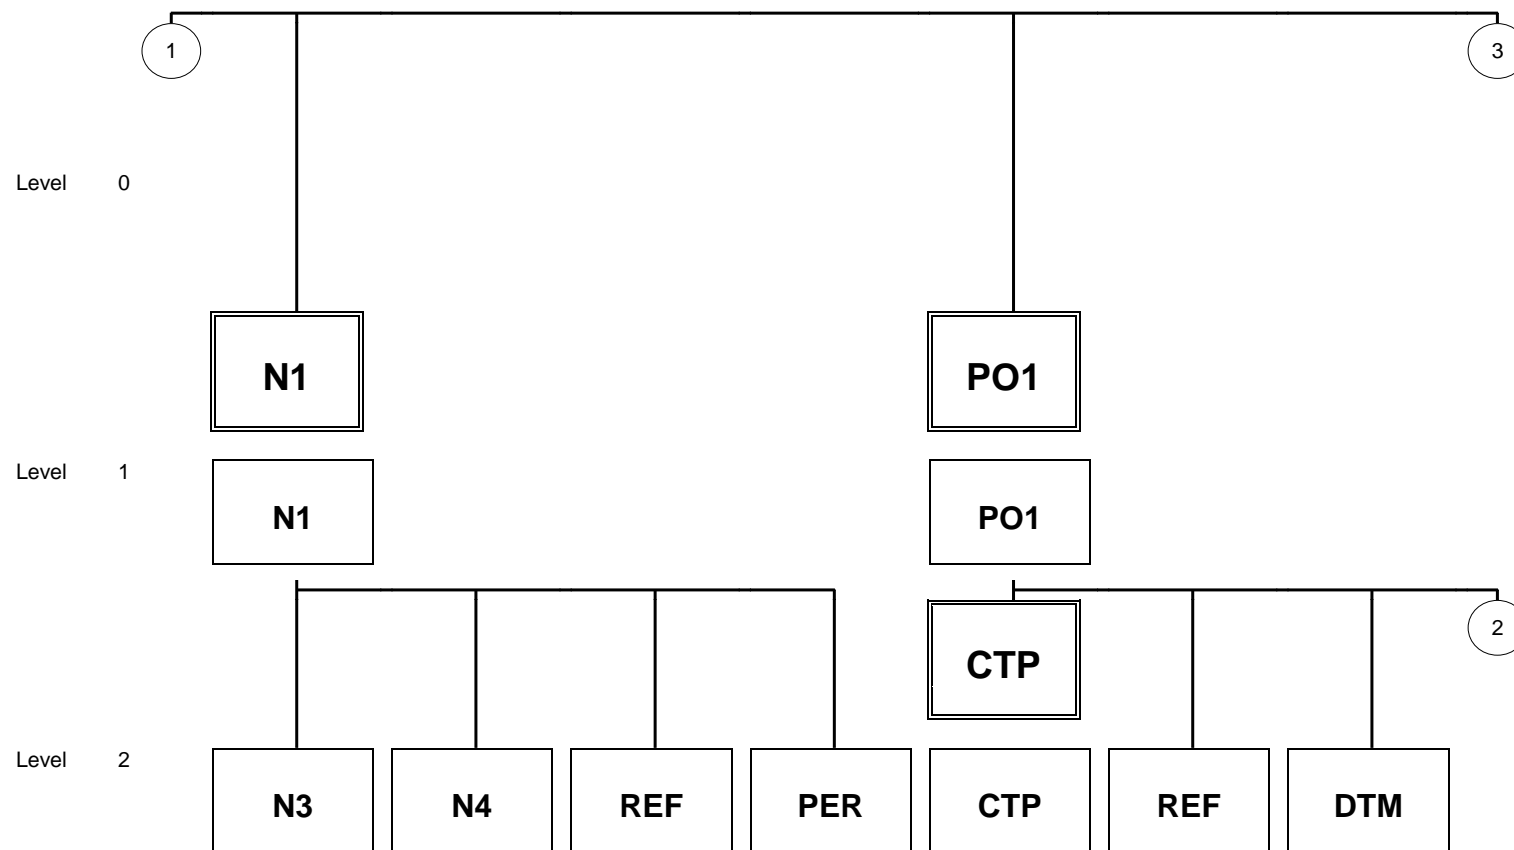 1 3
Level 0
N1 PO1
Level 1
N1 PO1
2
CTP
Level 2
N3 N4 REF PER CTP REF DTM